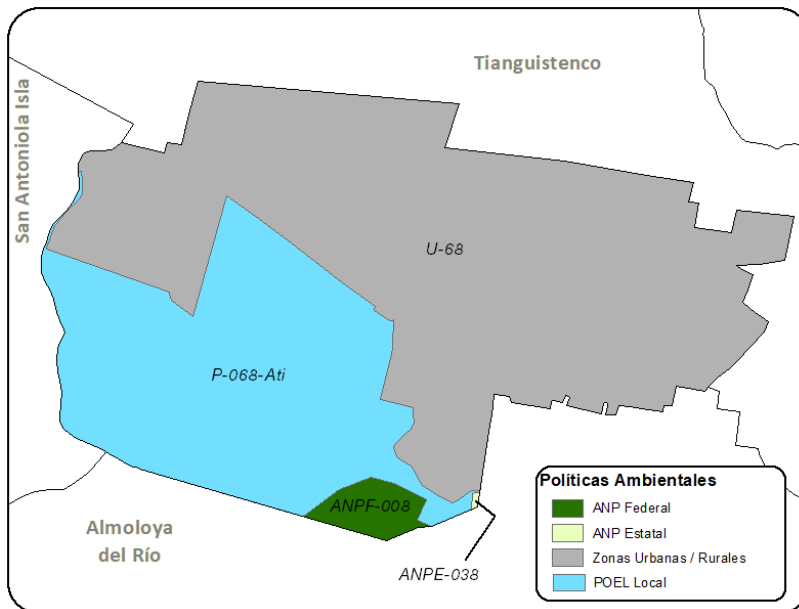 Tianguistenco
San Antoniola Isla
U-68
P-068-Ati
ANPF-008
Almoloya
del Río
ANPE-038
Políticas Ambientales
ANP Federal
ANP Estatal
Zonas Urbanas / Rurales
POEL Local